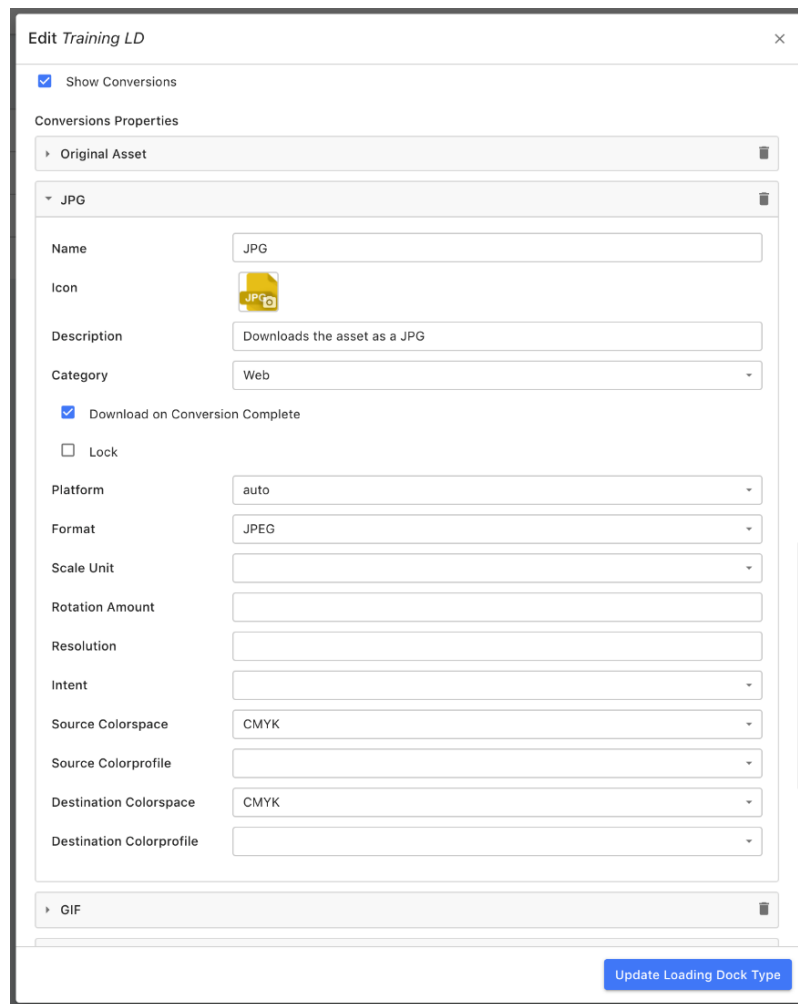 Edit Training LD
Show Conversions
Conversions Properties
Original Asset
JPG
Name JPG
Icon JPG
Description Downloads the asset as a JPG
Category Web
Download on Conversion Complete
Lock
Platform auto
Format JPEG
Scale Unit
Rotation Amount
Resolution
Intent
Source Colorspace CMYK
Source Colorprofile
Destination Colorspace CMYK
Destination Colorprofile
GIF
Update Loading Dock Type